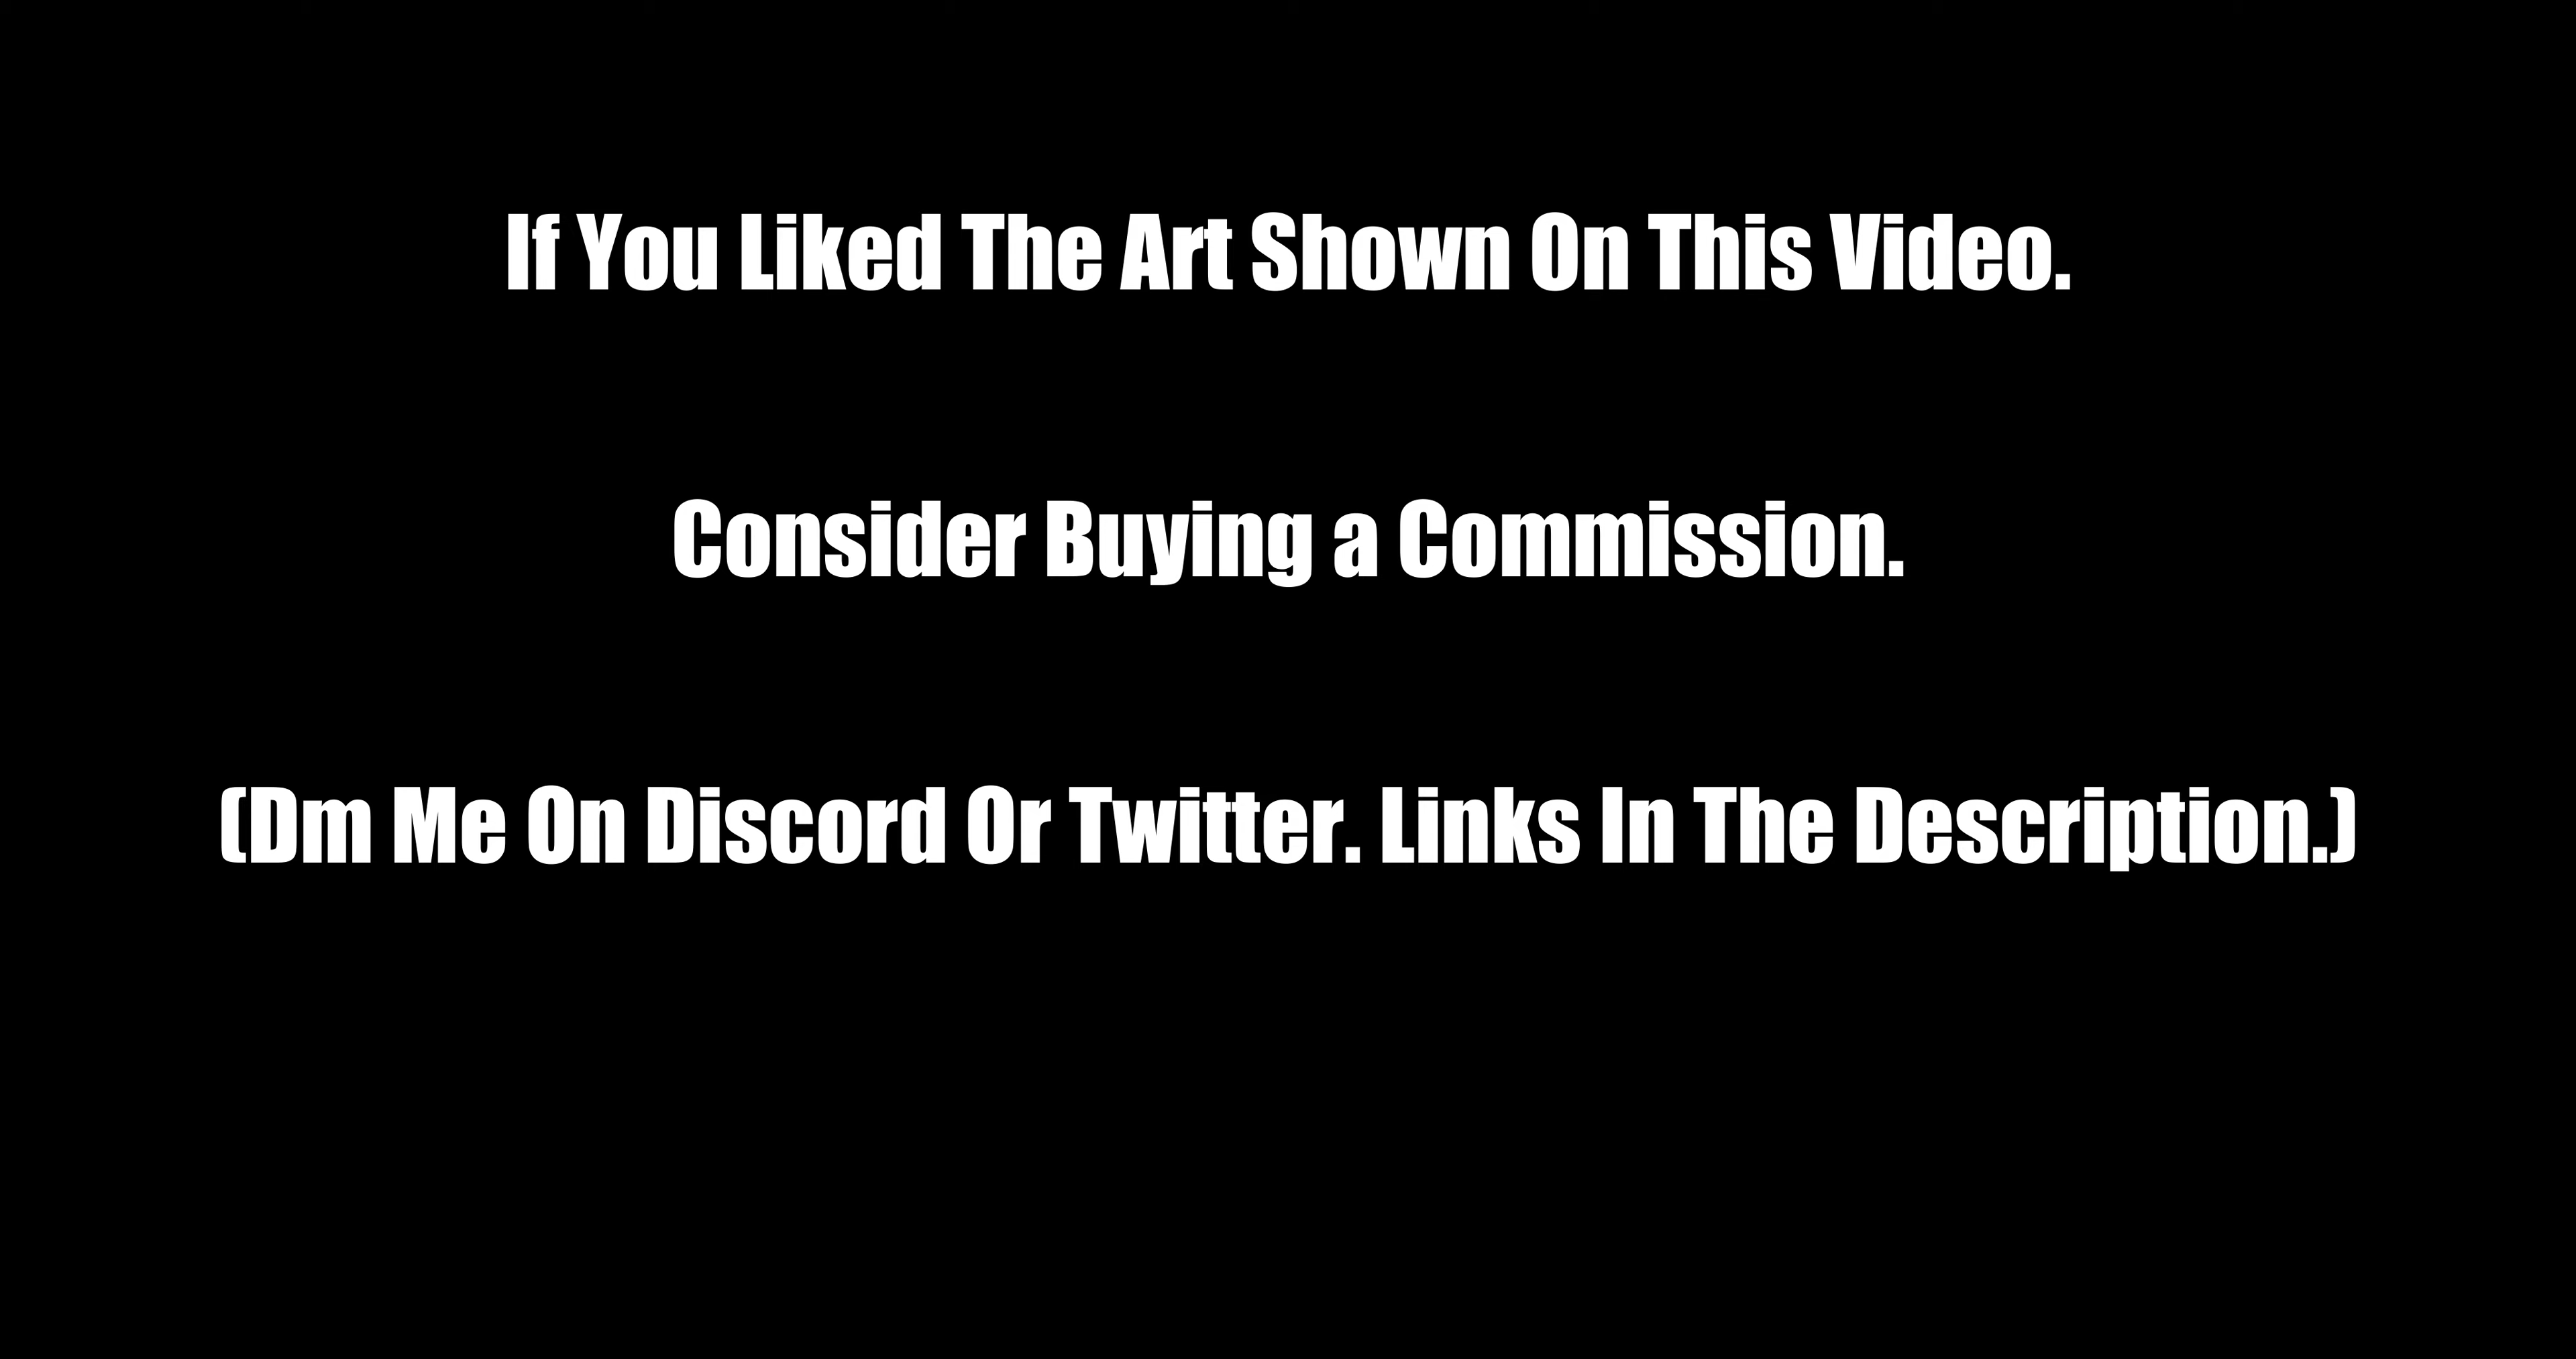 If You Liked The Art Shown On This Video.
Consider Buying a Commission.
(Dm Me On Discord Or Twitter. Links In The Description.)